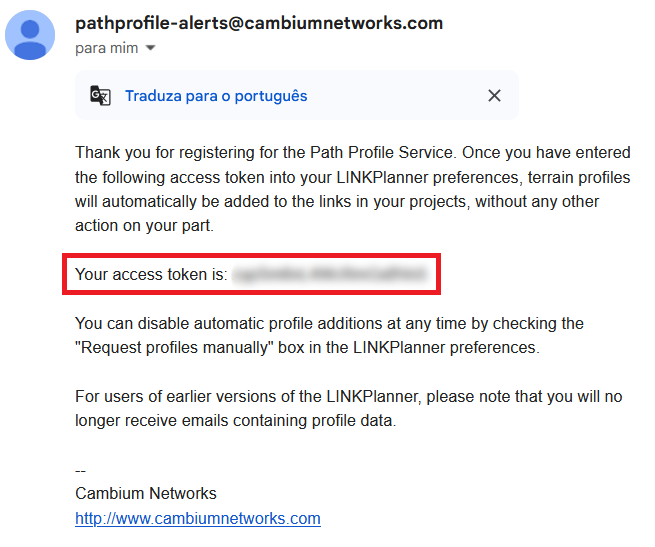 pathprofile-alerts@cambiumnetworks.com
para mim
Traduza para o português
Thank you for registering for the Path Profile Service. Once you have entered
the following access token into your LINKPlanner preferences, terrain profiles
will automatically be added to the links in your projects, without any other
action on your part.
Your access token is:
You can disable automatic profile additions at any time by checking the
"Request profiles manually" box in the LINKPlanner preferences.
For users of earlier versions of the LINKPlanner, please note that you will no
longer receive emails containing profile data.
--
Cambium Networks
http://www.cambiumnetworks.com